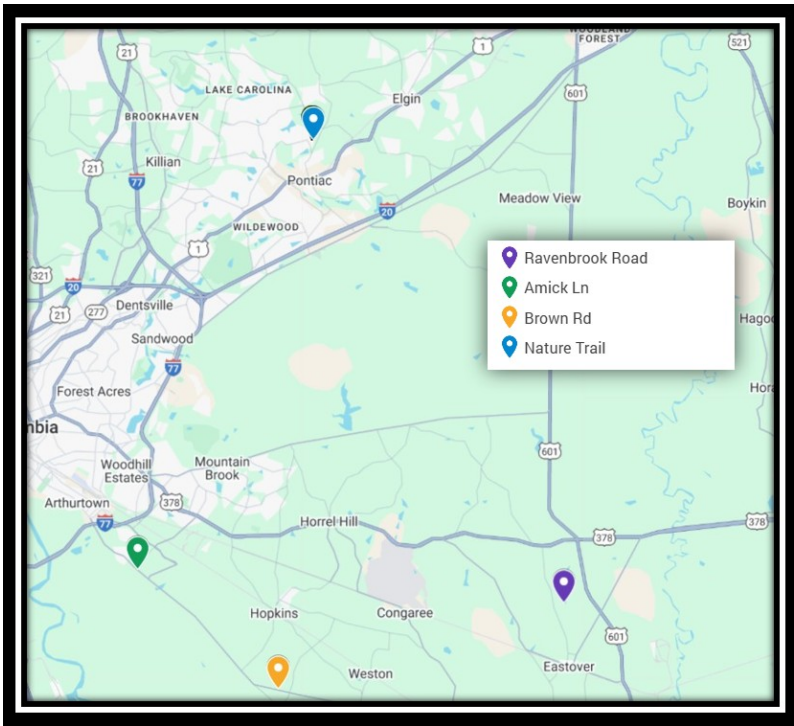 WOODLAND
FOREST
21
1
521
LAKE CAROLINA
Elgin
601
BROOKHAVEN
Killian
21
77
Pontiac
Meadow View
Boykin
20
WILDEWOOD
1
Ravenbrook Road
Amick Ln
Brown Rd
Nature Trail
321
20
21
277
Dentsville
Hago
Sandwood
77
Forest Acres
Hor
nbia
601
Woodhill
Estates
Mountain
Brook
Arthurtown
378
77
Horrel Hill
378
378
Hopkins
Congaree
601
Weston
Eastover